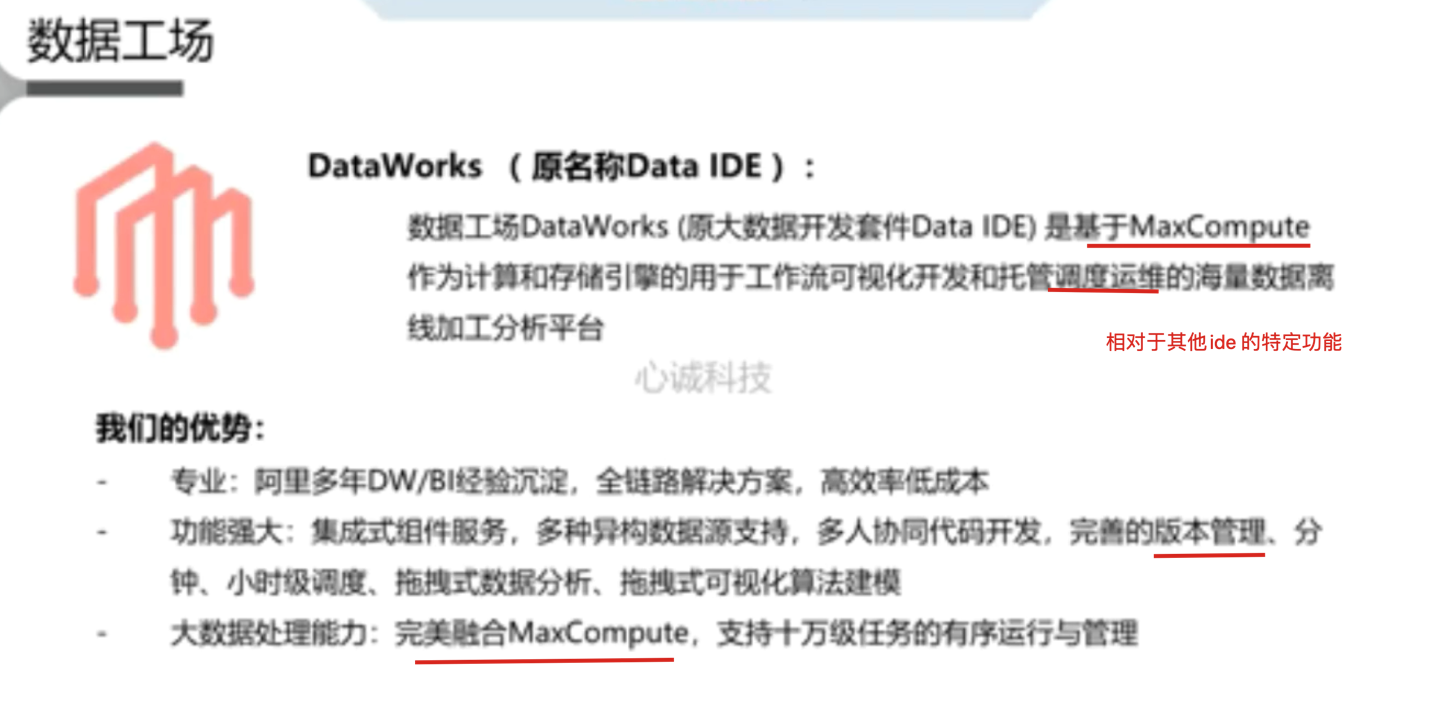 数据工场
DataWorks （原名称Data IDE）：
数据工场DataWorks (原大数据开发套件Data IDE) 是基于MaxCompute
作为计算和存储引擎的用于工作流可视化开发和托管调度运维的海量数据离
线加工分析平台
相对于其他ide 的特定功能
心诚科技
我们的优势：
- 专业：阿里多年DW/BI经验沉淀，全链路解决方案，高效率低成本
- 功能强大：集成式组件服务，多种异构数据源支持，多人协同代码开发，完善的版本管理、分
钟、小时级调度、拖拽式数据分析、拖拽式可视化算法建模
- 大数据处理能力：完美融合MaxCompute，支持十万级任务的有序运行与管理